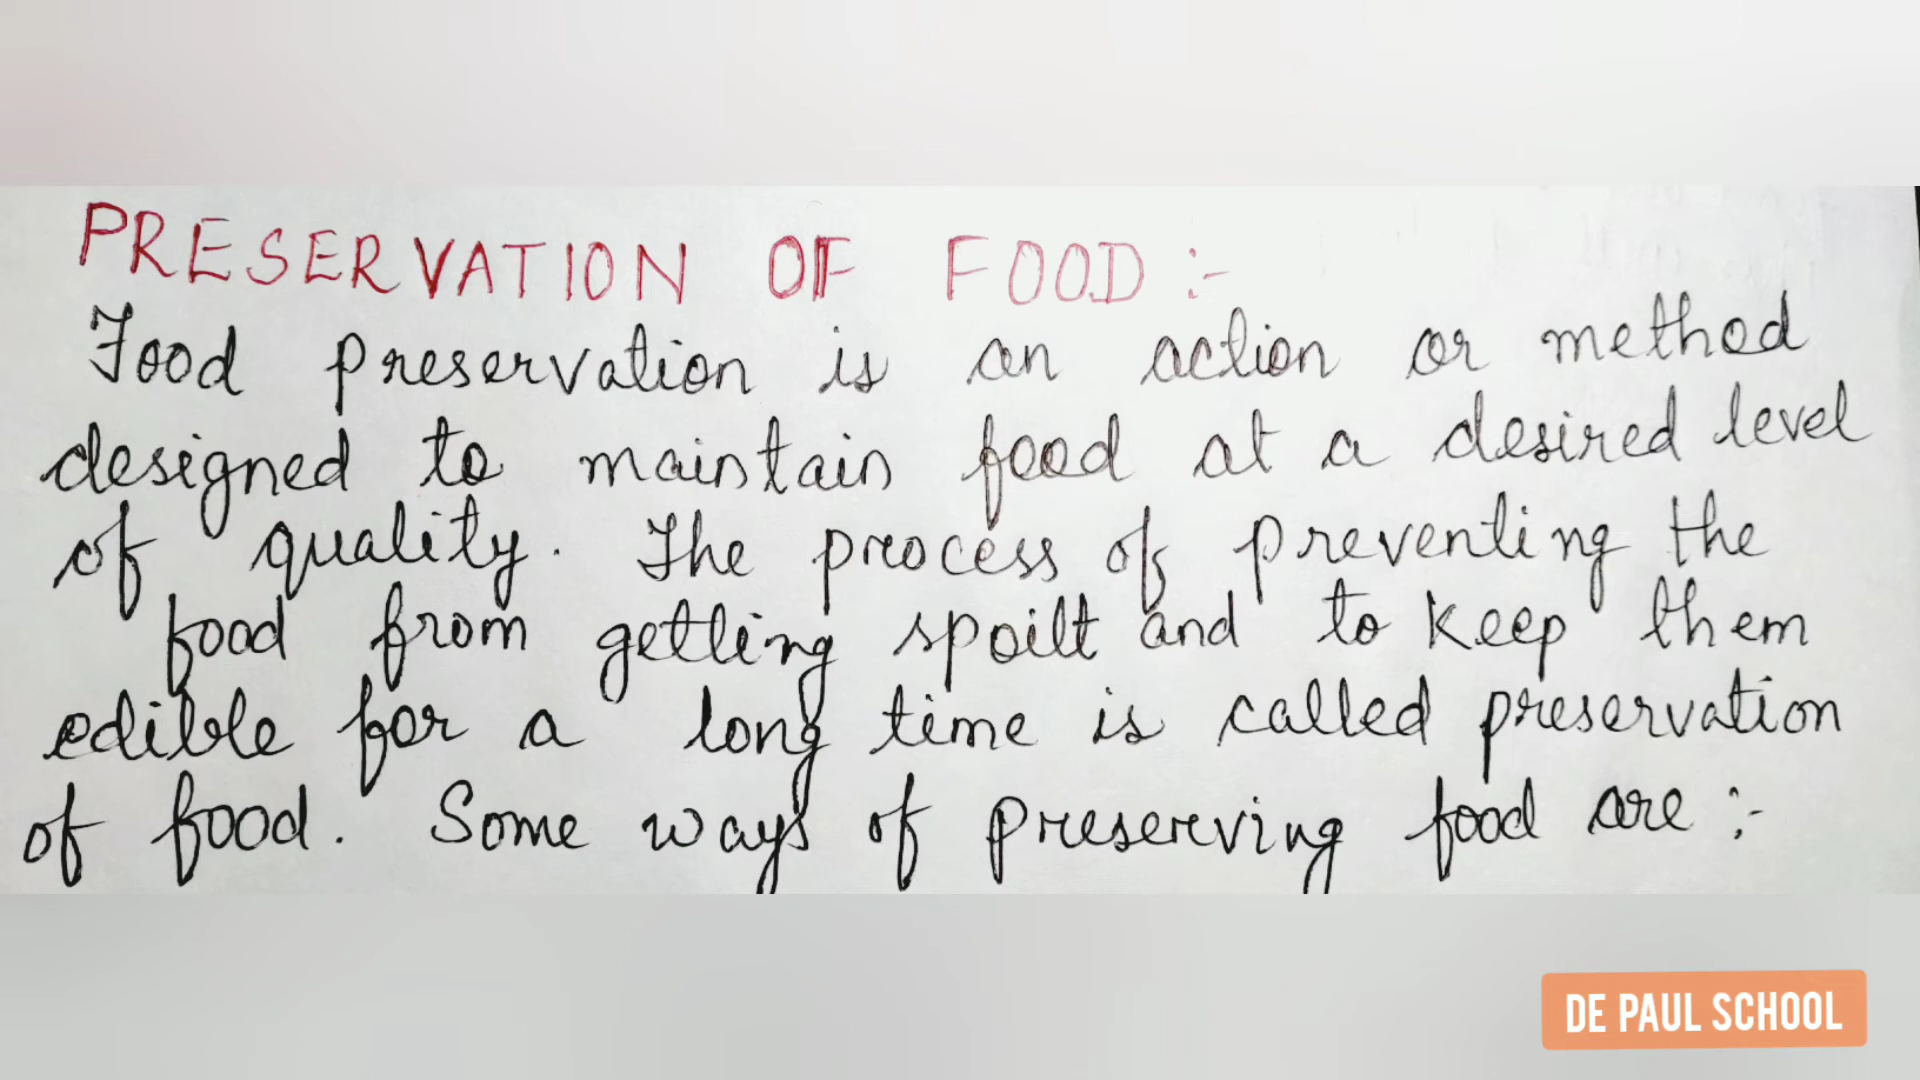 PRESERVATION OF FOOD :-
Food preservation is an action or method
designed to maintain food at a desired level
of quality. The process of preventing the
food from getting spoilt and to keep them
edible for a long time is called preservation
of food. Some ways of preserving food are :-
DE PAUL SCHOOL